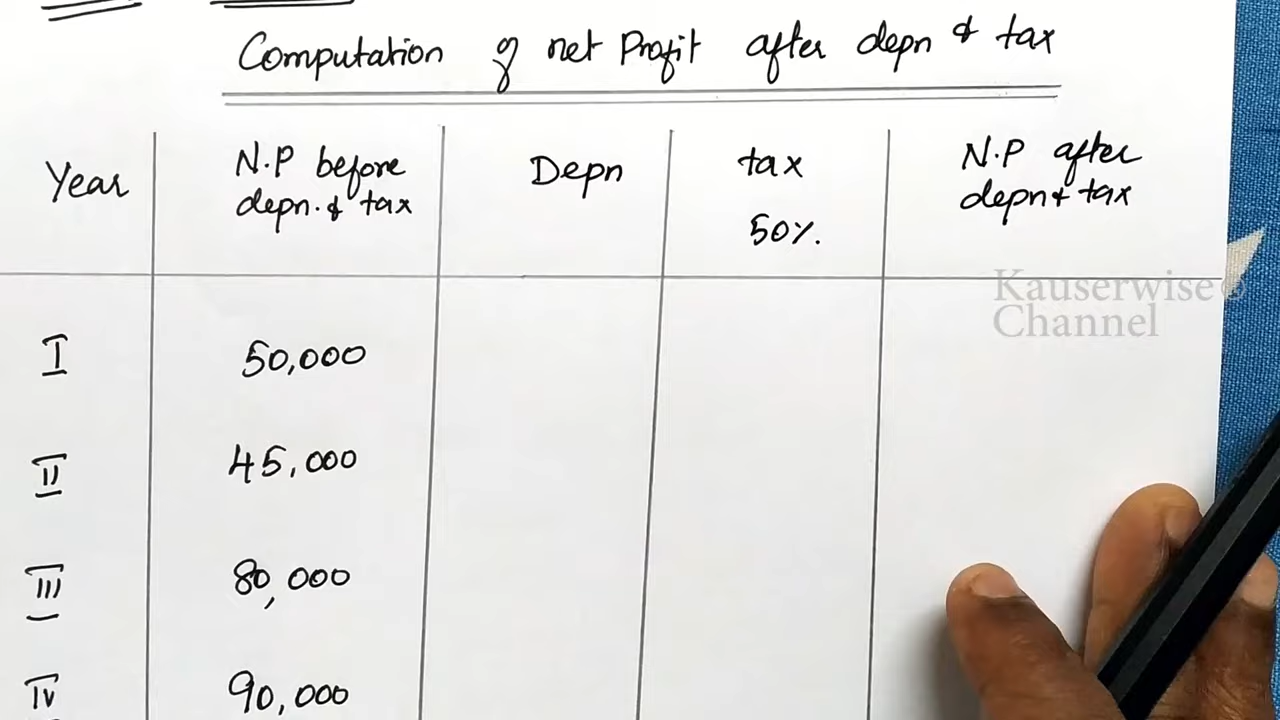 Computation of net Profit after depn & tax
Year
N.P before
depn. & tax
Depn
tax
50%.
N.P after
depn & tax
Kauserwise®
Channel
I
50,000
II
45,000
III
80,000
IV
90,000